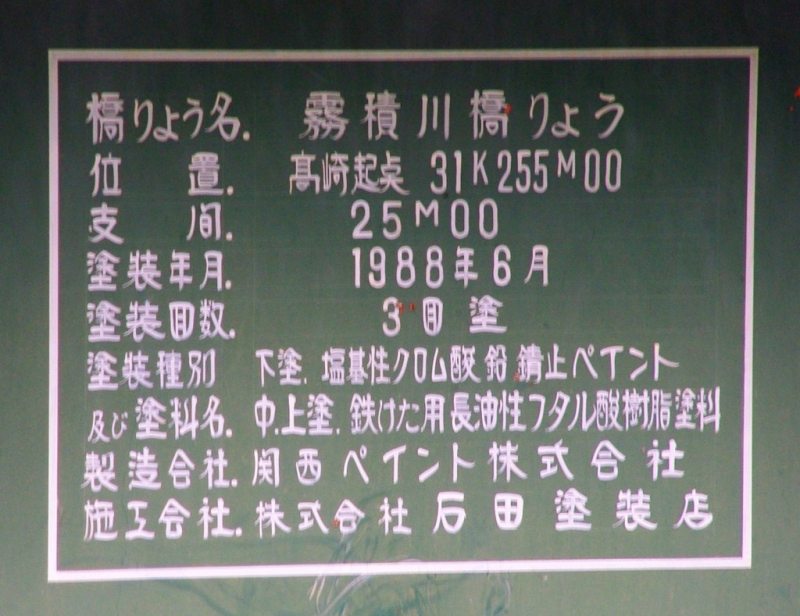 橋りょう名. 霧積川橋りょう
位 置. 高崎起点 31K255M00
支 間. 25M00
塗装年月. 1988年6月
塗装回数. 3回目 塗
塗装種別 下塗. 塩基性クロム酸鉛錆止ペイント
及び塗料名. 中.上塗. 鉄けた用長油性フタル酸樹脂塗料
製造会社. 関西ペイント株式会社
施工会社. 株式会社石田塗装店